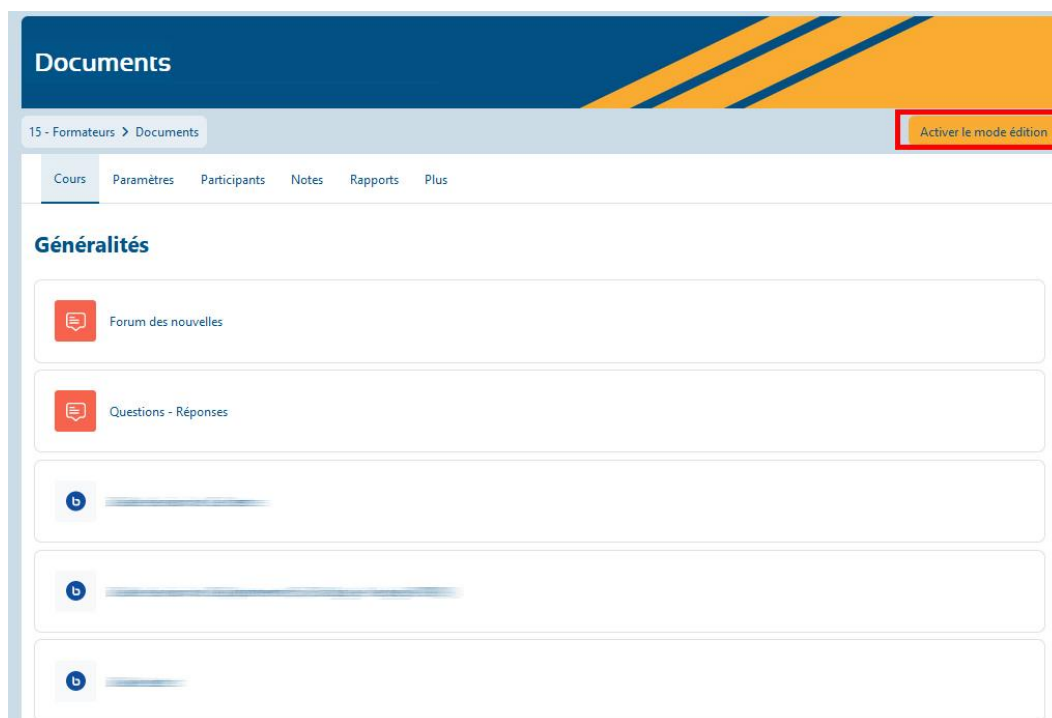 Documents
15 - Formateurs > Documents
Activer le mode édition
Cours Paramètres Participants Notes Rapports Plus
Généralités
Forum des nouvelles
Questions - Réponses
b
b
b